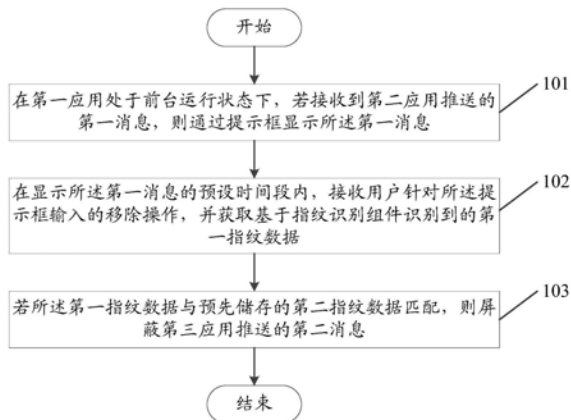 开始
在第一应用处于前台运行状态下，若接收到第二应用推送的
第一消息，则通过提示框显示所述第一消息
101
在显示所述第一消息的预设时间段内，接收用户针对所述提
示框输入的移除操作，并获取基于指纹识别组件识别到的第
一指纹数据
102
若所述第一指纹数据与预先储存的第二指纹数据匹配，则屏
蔽第三应用推送的第二消息
103
结束